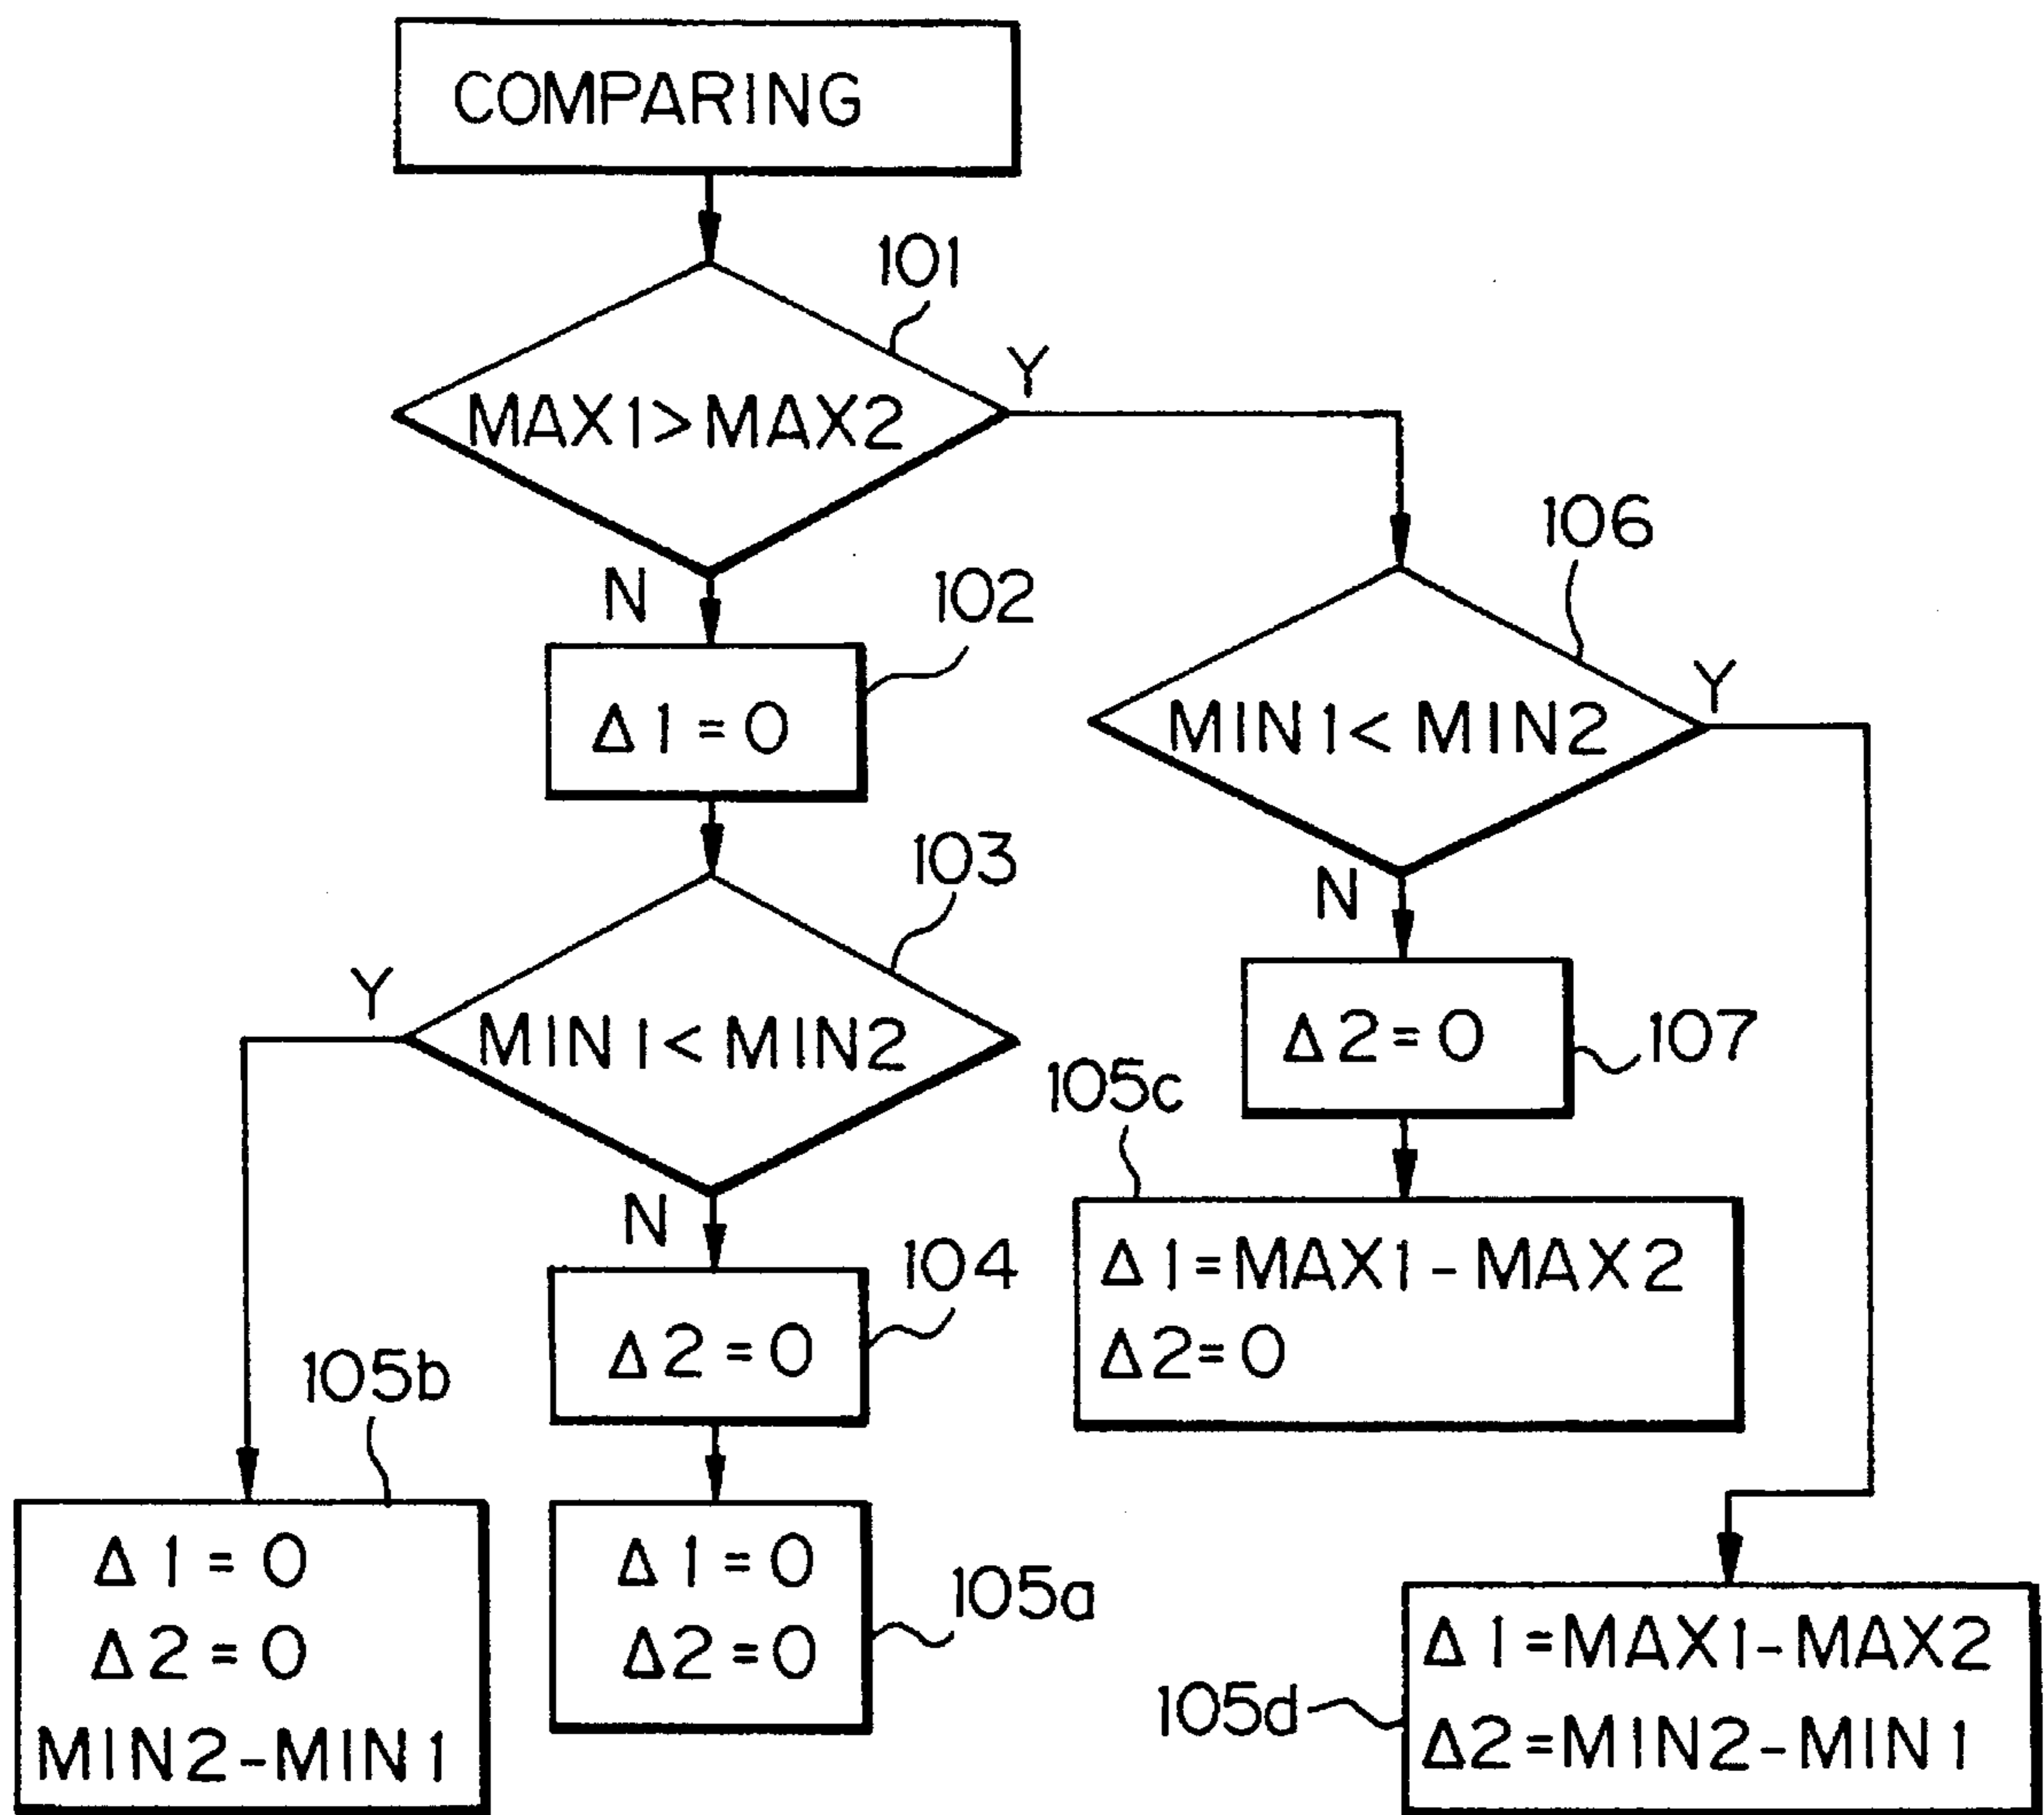 COMPARING
101
MAX1>MAX2
Y
N
102
Δ1=0
106
MIN1<MIN2
Y
N
103
MIN1<MIN2
Y
N
Δ2=0
107
105c
Δ1=MAX1-MAX2
Δ2=0
104
Δ2=0
105b
Δ1=0
Δ2=0
MIN2-MIN1
Δ1=0
Δ2=0
105a
105d
Δ1=MAX1-MAX2
Δ2=MIN2-MIN1